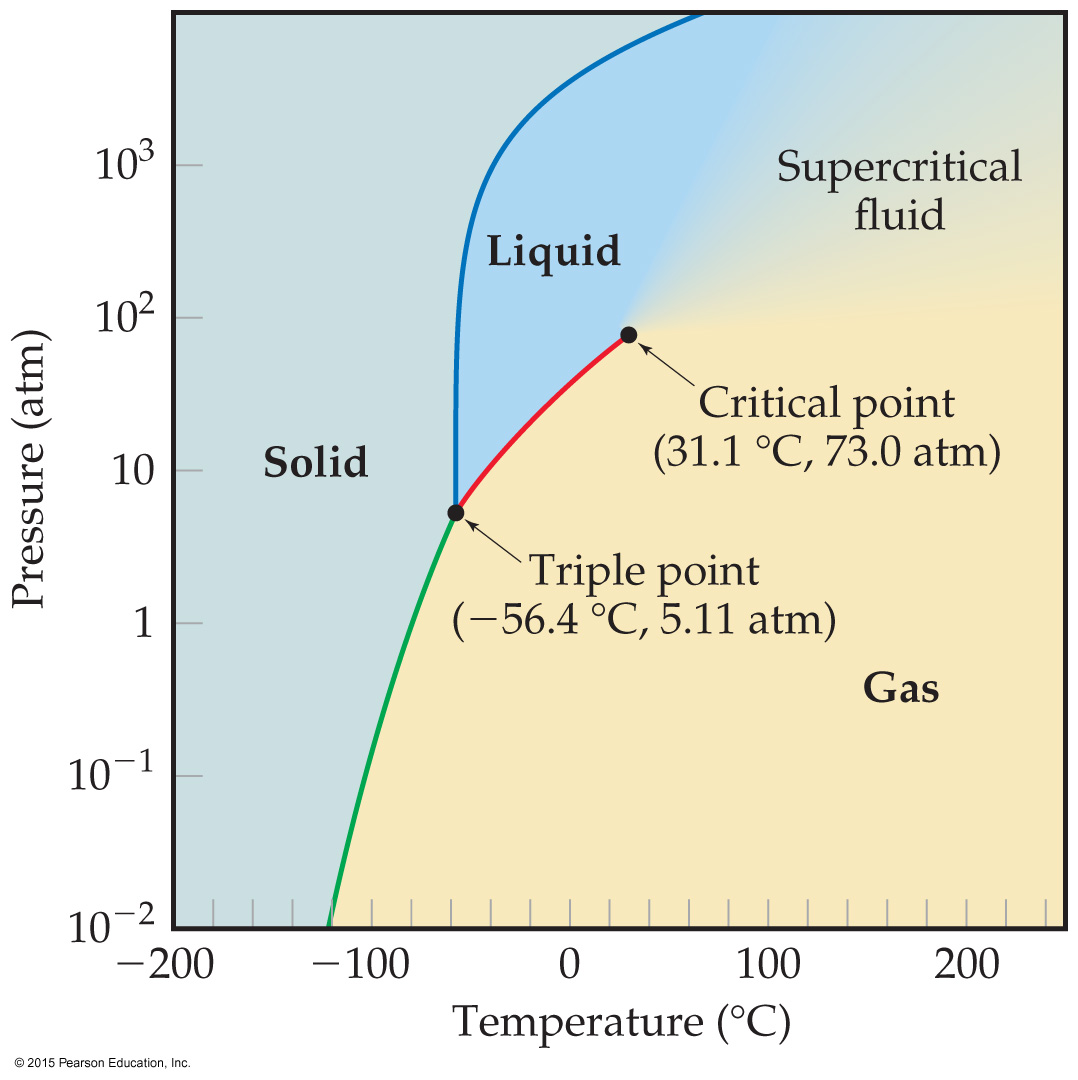 10³
Supercritical
fluid
Liquid
10²
Pressure (atm)
Critical point
(31.1 °C, 73.0 atm)
Solid
10
Triple point
(−56.4 °C, 5.11 atm)
1
Gas
10⁻¹
10⁻²
−200
−100
0
100
200
Temperature (°C)
© 2015 Pearson Education, Inc.